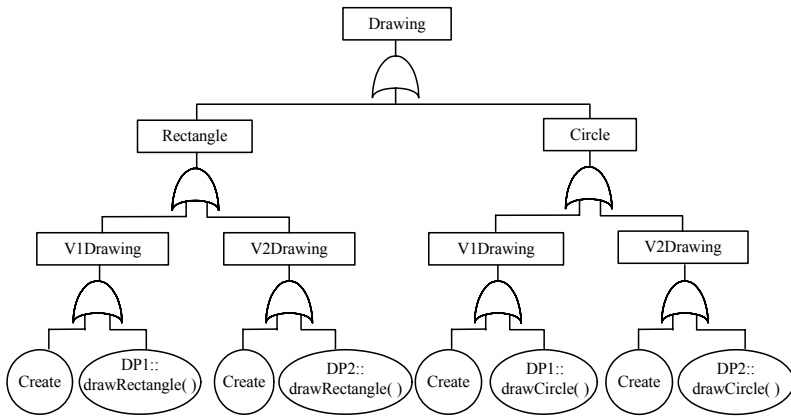 Drawing
Rectangle
Circle
V1Drawing
V2Drawing
V1Drawing
V2Drawing
Create
DP1::
drawRectangle( )
Create
DP2::
drawRectangle( )
Create
DP1::
drawCircle( )
Create
DP2::
drawCircle( )